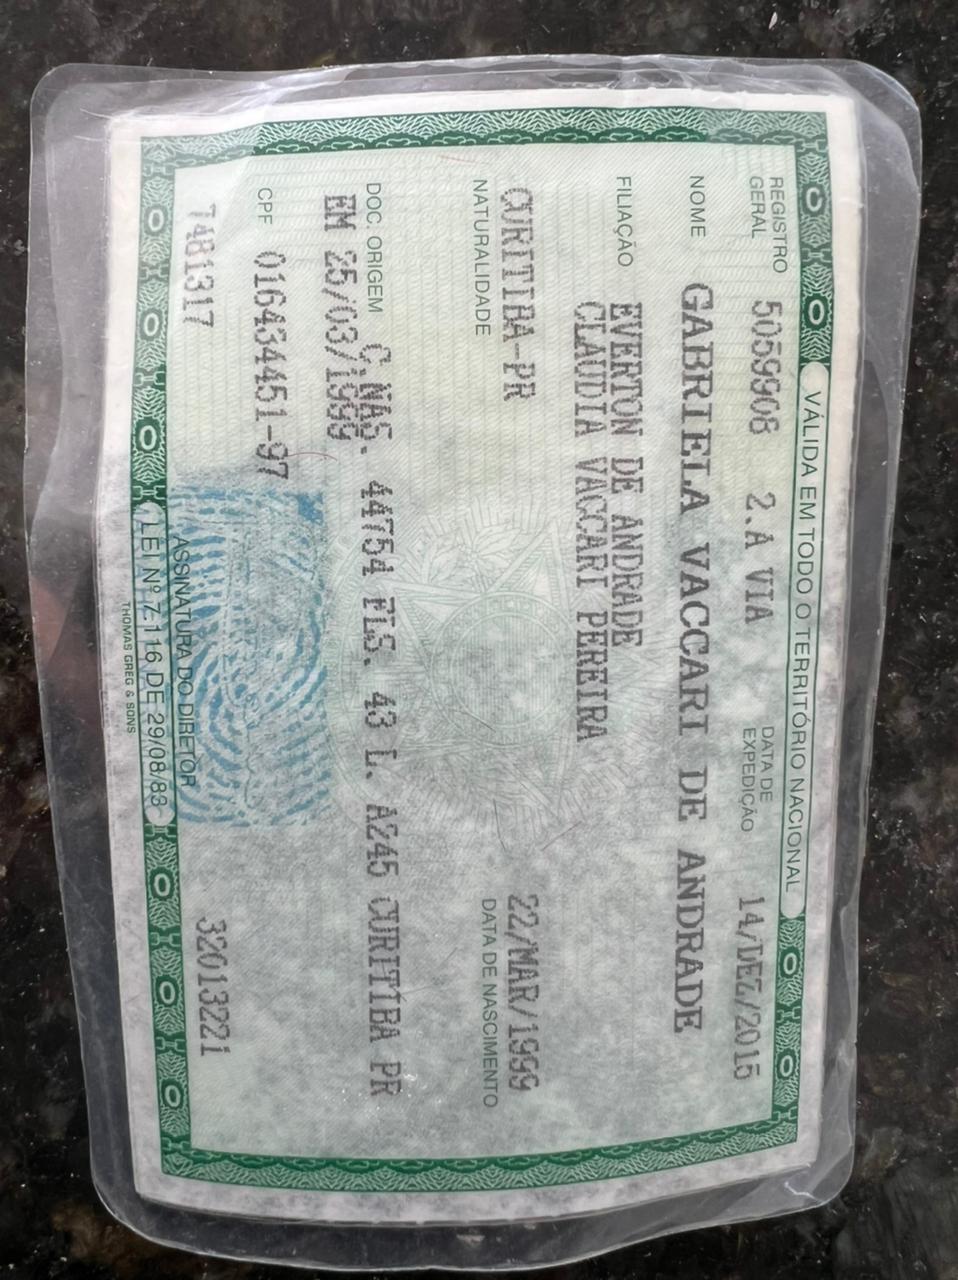 VÁLIDA EM TODO O TERRITÓRIO NACIONAL
REGISTRO GERAL 5059908 2.A VIA DATA DE EXPEDIÇÃO 14/DEZ/2015
NOME GABRIELA VACCARI DE ANDRADE
FILIAÇÃO EVERTON DE ANDRADE
CLAUDIA VACCARI PEREIRA
CURITIBA-PR 22/MAR/1999
NATURALIDADE DATA DE NASCIMENTO
DOC. ORIGEM C.NAS. 44754 FLS. 43 L. A245 CURITIBA PR
EM 25/03/1999
CPF 016434451-97
7481317 32013221
ASSINATURA DO DIRETOR
LEI Nº 7.116 DE 29/08/83
THOMAS GREG & SONS